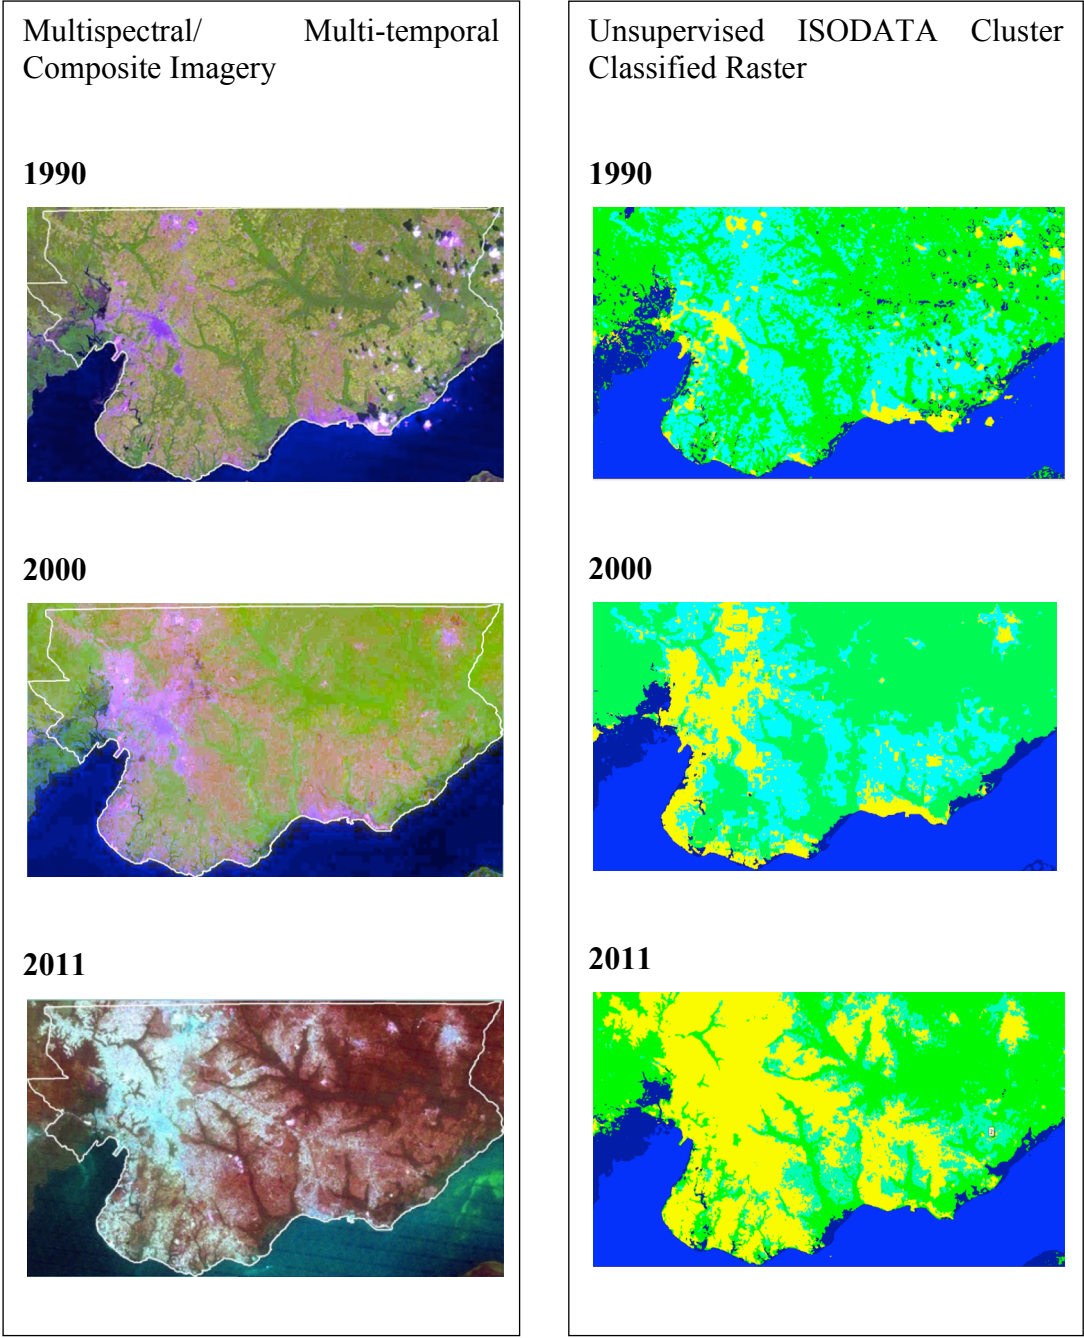 Multispectral/ Multi-temporal
Composite Imagery
1990
2000
2011
Unsupervised ISODATA Cluster
Classified Raster
1990
2000
2011